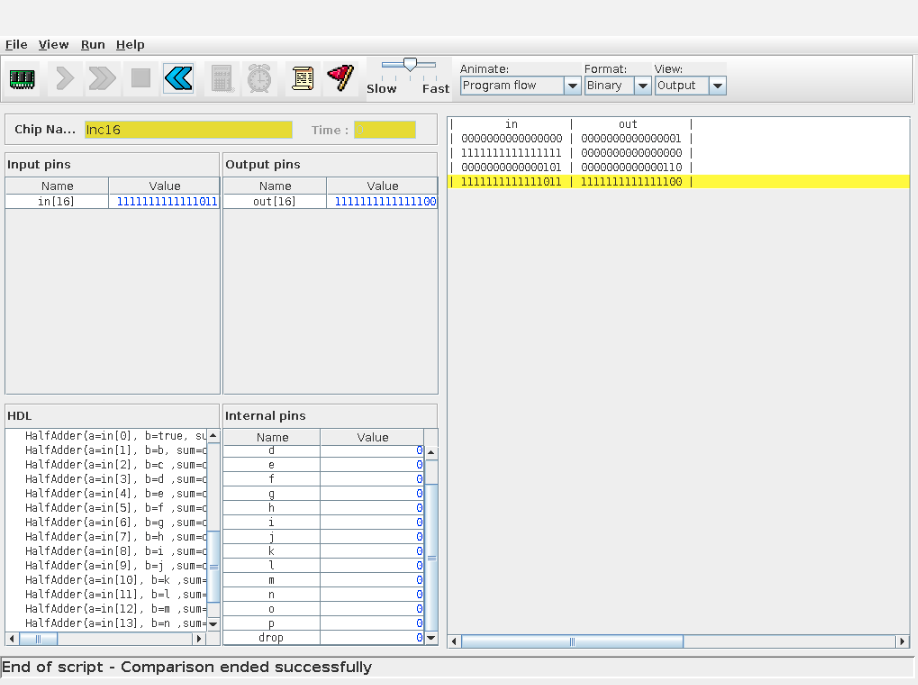 File View Run Help
Slow Fast
Animate: Format: View:
Program flow Binary Output
Chip Na... Inc16 Time :
Input pins
Name Value
in[16] 1111111111111011
Output pins
Name Value
out[16] 1111111111111100
| in | out |
| 0000000000000000 | 0000000000000001 |
| 1111111111111111 | 0000000000000000 |
| 0000000000000101 | 0000000000000110 |
| 1111111111111011 | 1111111111111100 |
HDL
HalfAdder(a=in[0], b=true, su
HalfAdder(a=in[1], b=b, sum=o
HalfAdder(a=in[2], b=c ,sum=o
HalfAdder(a=in[3], b=d ,sum=o
HalfAdder(a=in[4], b=e ,sum=o
HalfAdder(a=in[5], b=f ,sum=o
HalfAdder(a=in[6], b=g ,sum=o
HalfAdder(a=in[7], b=h ,sum=o
HalfAdder(a=in[8], b=i ,sum=o
HalfAdder(a=in[9], b=j ,sum=o
HalfAdder(a=in[10], b=k ,sum=
HalfAdder(a=in[11], b=l ,sum=
HalfAdder(a=in[12], b=m ,sum=
HalfAdder(a=in[13], b=n ,sum=
Internal pins
Name Value
d 0
e 0
f 0
g 0
h 0
i 0
j 0
k 0
l 0
m 0
n 0
o 0
p 0
drop 0
End of script - Comparison ended successfully